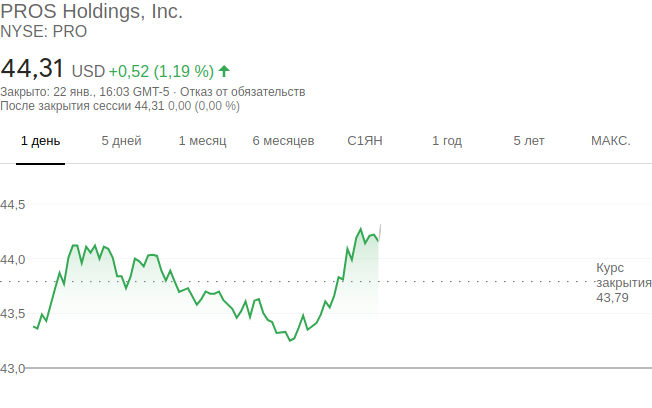 PROS Holdings, Inc.
NYSE: PRO
44,31 USD +0,52 (1,19 %)
Закрыто: 22 янв., 16:03 GMT-5 · Отказ от обязательств
После закрытия сессии 44,31 0,00 (0,00 %)
1 день 5 дней 1 месяц 6 месяцев С1ЯН 1 год 5 лет МАКС.
44,5
44,0
Курс
закрытия
43,79
43,5
43,0